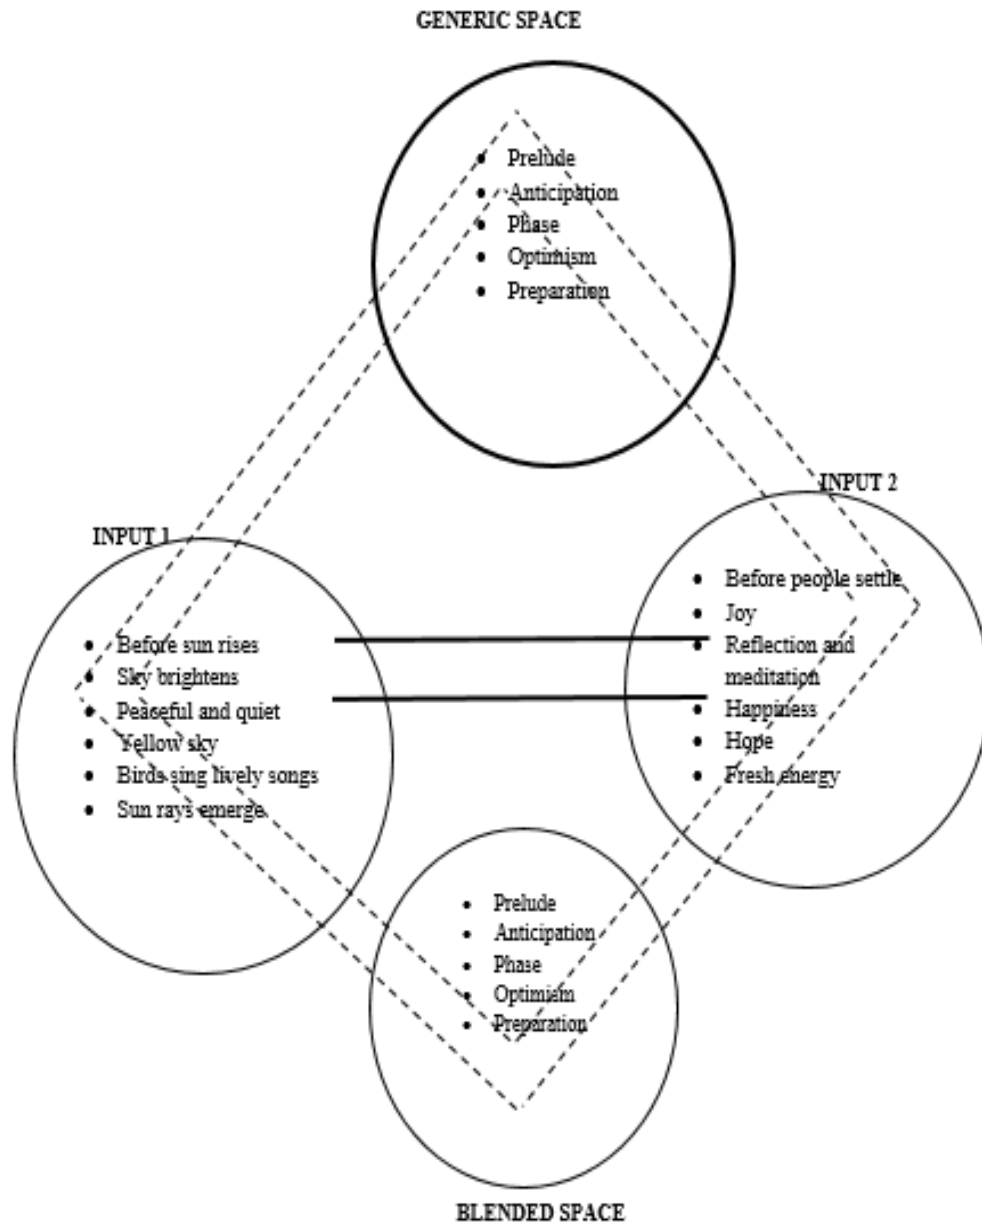 GENERIC SPACE
• Prelude
• Anticipation
• Phase
• Optimism
• Preparation
INPUT 2
INPUT 1
• Before people settle
• Joy
• Reflection and
meditation
• Happiness
• Hope
• Fresh energy
• Before sun rises
• Sky brightens
• Peaceful and quiet
• Yellow sky
• Birds sing lively songs
• Sun rays emerge
• Prelude
• Anticipation
• Phase
• Optimism
• Preparation
BLENDED SPACE